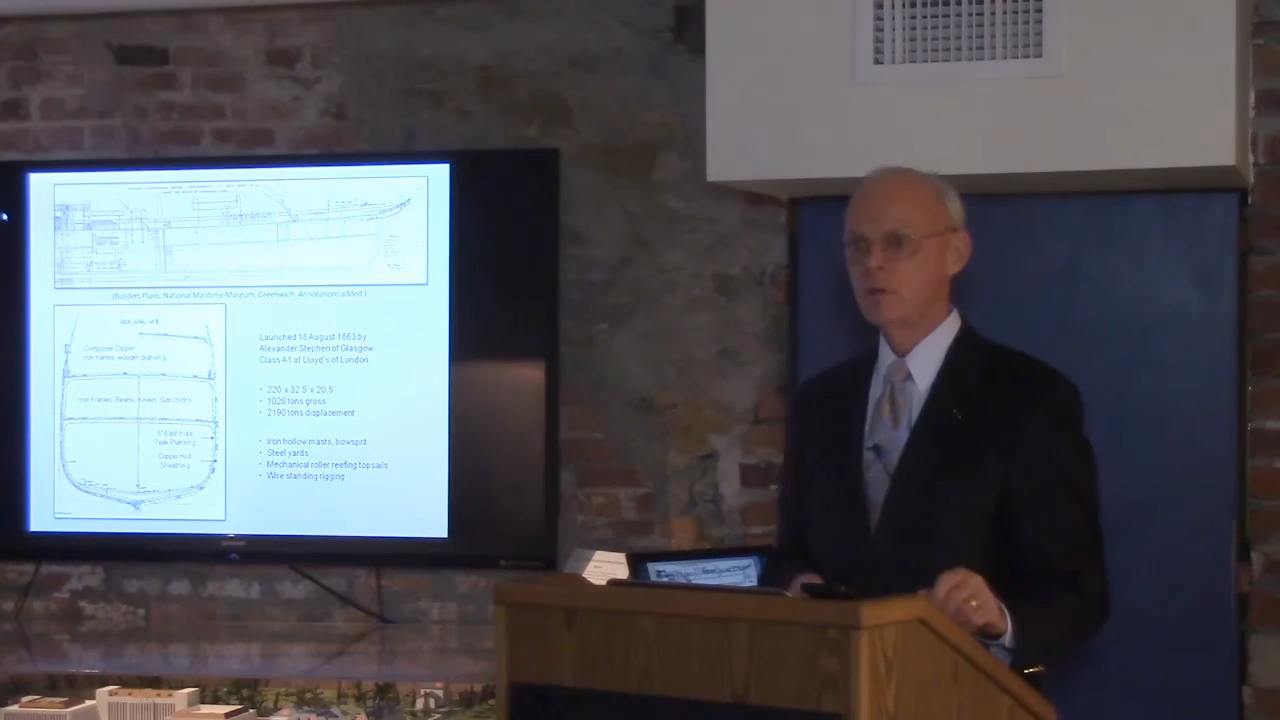 (Builders Plans, National Maritime Museum, Greenwich. Annotations added.)
Composite Clipper
Iron frames, wooden planking
Iron Frames, Beams, Knees, Stanchions
6" East India
Teak Planking
Copper Hull
Sheathing
Launched 18 August 1863 by
Alexander Stephen of Glasgow.
Class A1 at Lloyd's of London.
• 220' x 32.5' x 20.5'
• 1026 tons gross
• 2190 tons displacement
• Iron hollow masts, bowsprit
• Steel yards
• Mechanical roller reefing topsails
• Wire standing rigging
SHARP